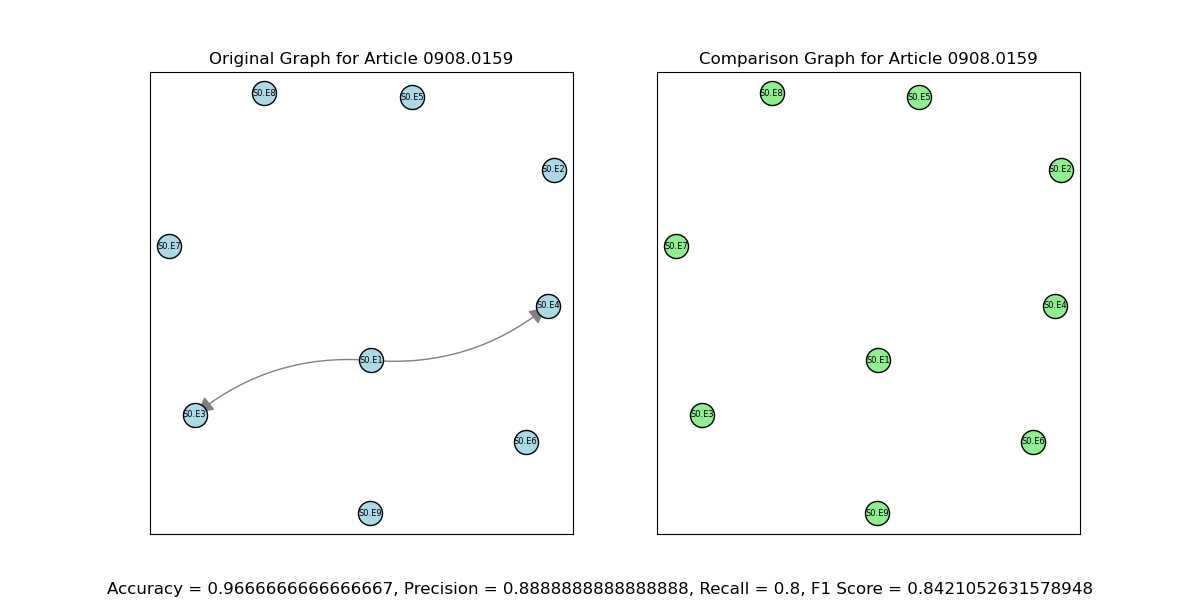 Original Graph for Article 0908.0159
Comparison Graph for Article 0908.0159
S0.E8
S0.E5
S0.E2
S0.E7
S0.E4
S0.E1
S0.E3
S0.E6
S0.E9
S0.E8
S0.E5
S0.E2
S0.E7
S0.E4
S0.E1
S0.E3
S0.E6
S0.E9
Accuracy = 0.9666666666666667, Precision = 0.8888888888888888, Recall = 0.8, F1 Score = 0.8421052631578948